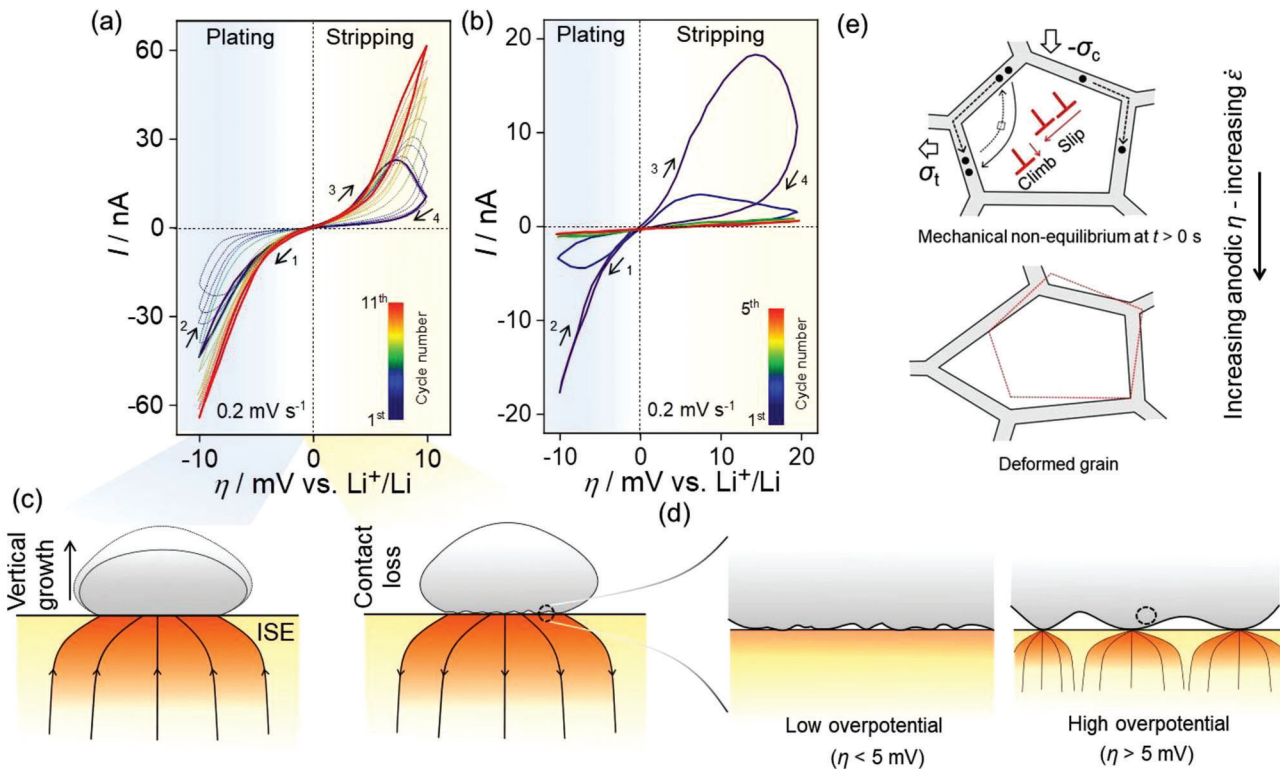 (a)
60
30
0
-30
-60
I / nA
Plating
Stripping
1
2
3
4
11th
1st
Cycle number
0.2 mV s-1
-10
0
10
η / mV vs. Li+/Li
(b)
20
10
0
-10
-20
I / nA
Plating
Stripping
1
2
3
4
5th
1st
Cycle number
0.2 mV s-1
-10
0
10
20
η / mV vs. Li+/Li
(e)
-σc
σt
Climb
Slip
Mechanical non-equilibrium at t > 0 s
Deformed grain
Increasing anodic η - increasing ε̇
(c)
Vertical
growth
ISE
Contact
loss
(d)
Low overpotential
(η < 5 mV)
High overpotential
(η > 5 mV)